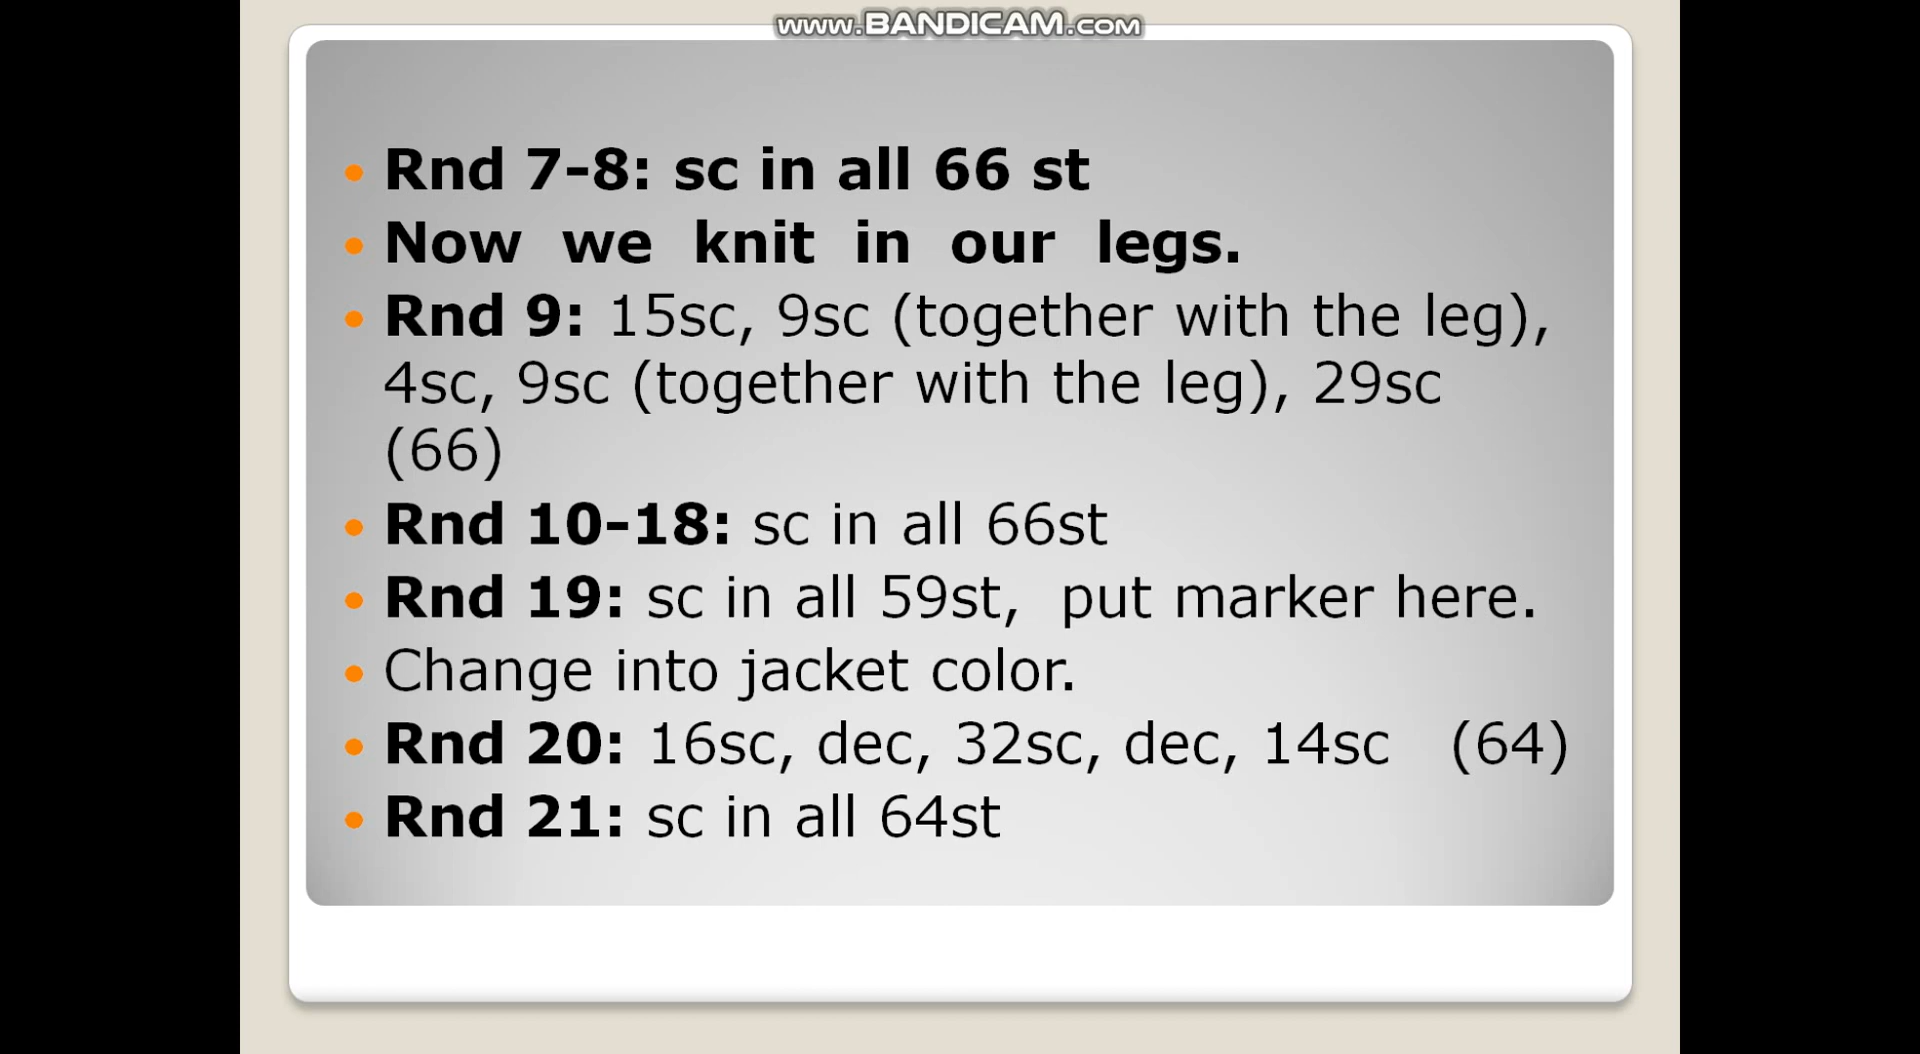 www.BANDICAM.com
Rnd 7-8: sc in all 66 st
Now we knit in our legs.
Rnd 9: 15sc, 9sc (together with the leg),
4sc, 9sc (together with the leg), 29sc
(66)
Rnd 10-18: sc in all 66st
Rnd 19: sc in all 59st, put marker here.
Change into jacket color.
Rnd 20: 16sc, dec, 32sc, dec, 14sc (64)
Rnd 21: sc in all 64st